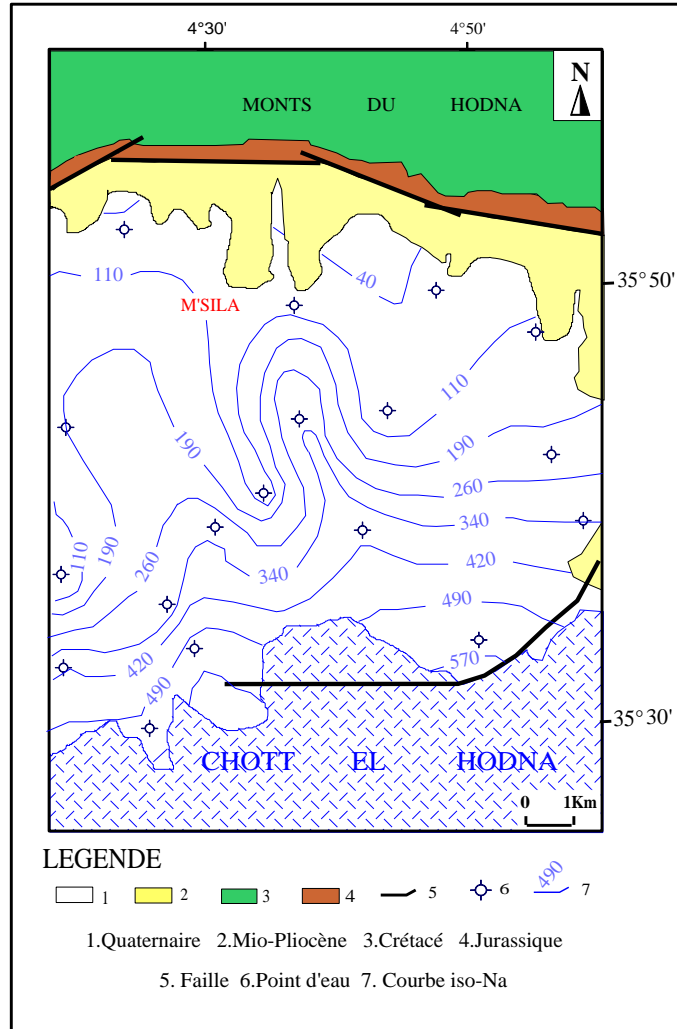 4°30' 4°50'
N
MONTS DU HODNA
35°50'
110
40
M'SILA
110
190
190
260
340
110
190
260
340
420
490
420
570
490
35°30'
CHOTT EL HODNA
0 1Km
LEGENDE
1 2 3 4 5 6 490 7
1.Quaternaire 2.Mio-Pliocène 3.Crétacé 4.Jurassique
5. Faille 6.Point d'eau 7. Courbe iso-Na